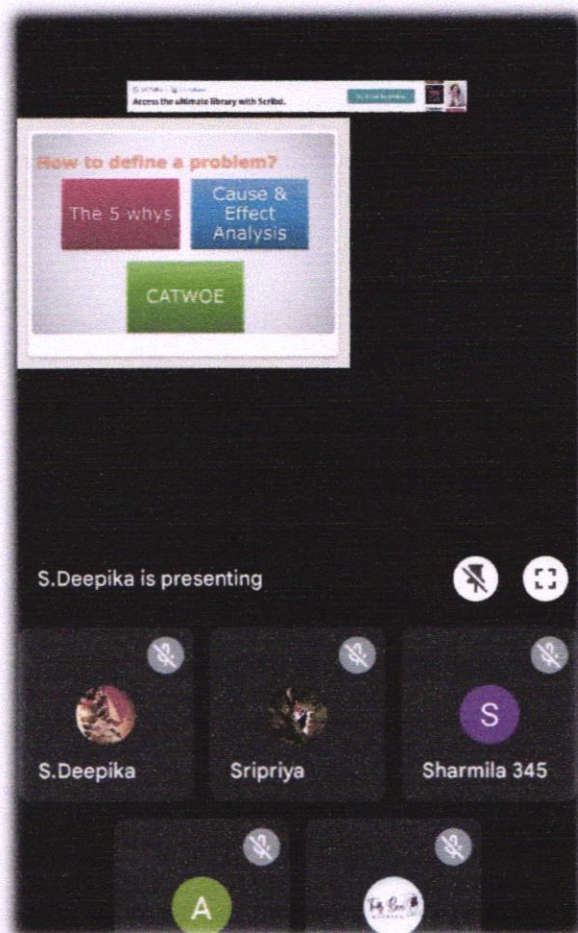 Access the ultimate library with Scribd.
How to define a problem?
The 5 whys
Cause &
Effect
Analysis
CATWOE
S.Deepika is presenting
S.Deepika
Sripriya
S
Sharmila 345
A